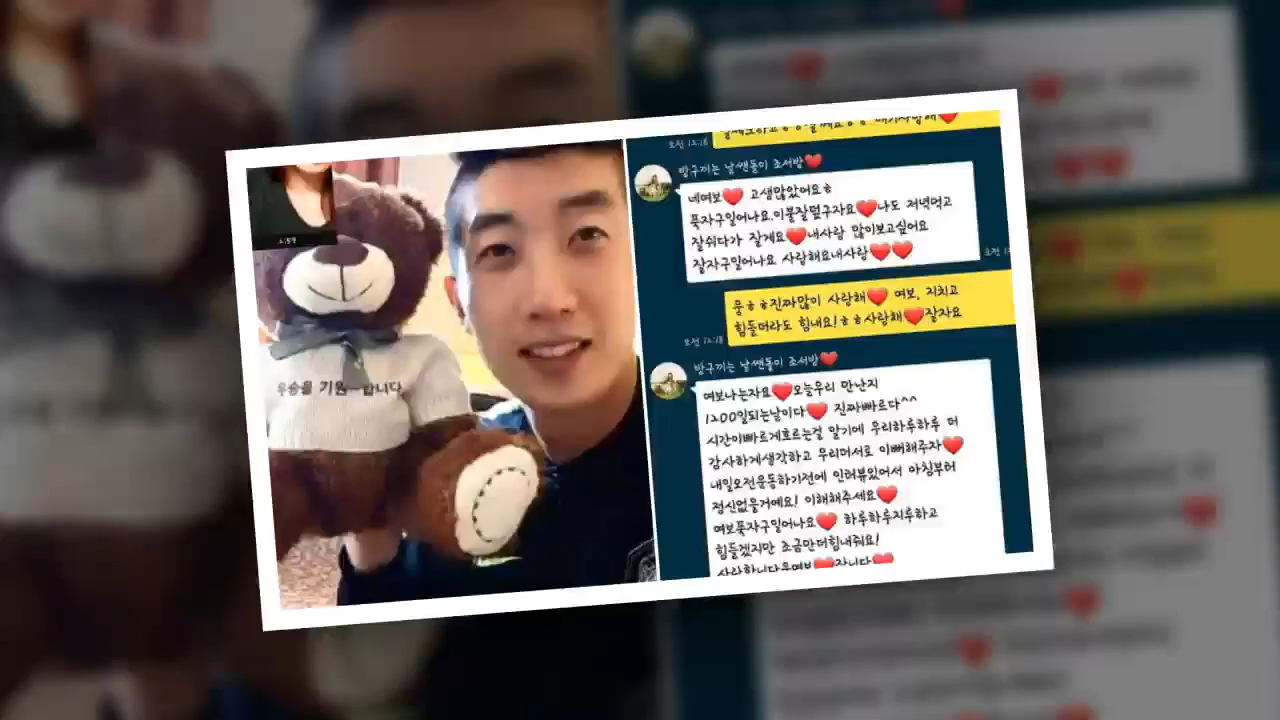 우승을 기원 합니다
오전 12:18
방구끼는 날쌘돌이 조서방❤️
네여보❤️ 고생많았어요ㅎ
푹자구일어나요.이불잘덮구자요❤️나도 저녁먹고
잘쉬다가 잘게요❤️내사람 많이보고싶어요
잘자구일어나요 사랑해요내사람❤️❤️
오전 12
웅ㅎㅎ진짜많이 사랑해❤️ 여보, 지치고
힘들더라도 힘내요!ㅎㅎ사랑해❤️잘자요
오전 12:18
방구끼는 날쌘돌이 조서방❤️
여보나는자요❤️오늘우리 만난지
1200일되는날이다❤️ 진짜빠르다^^
시간이빠르게흐르는걸 알기에 우리하루하루 더
감사하게생각하고 우리더서로 이뻐해주자❤️
내일오전운동하기전에 인터뷰있어서 아침부터
정신없을거예요! 이해해주세요❤️
여보푹자구일어나요❤️ 하루하루지루하고
힘들겠지만 조금만더힘내줘요!